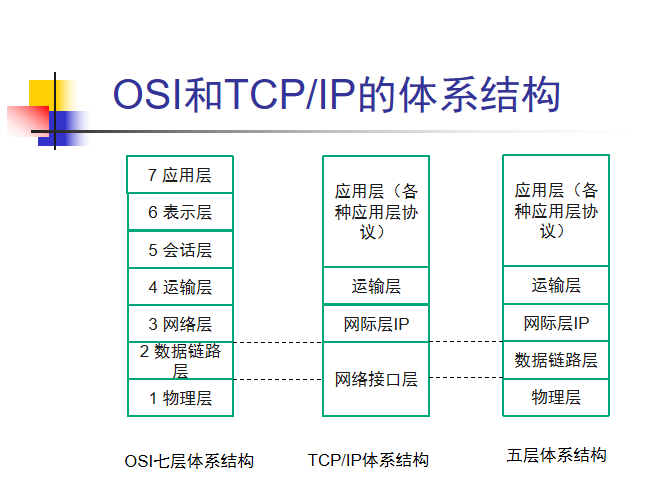 OSI和TCP/IP的体系结构
7 应用层
6 表示层
5 会话层
4 运输层
3 网络层
2 数据链路
层
1 物理层
OSI七层体系结构
应用层（各
种应用层协
议）
运输层
网际层IP
网络接口层
TCP/IP体系结构
应用层（各
种应用层协
议）
运输层
网际层IP
数据链路层
物理层
五层体系结构